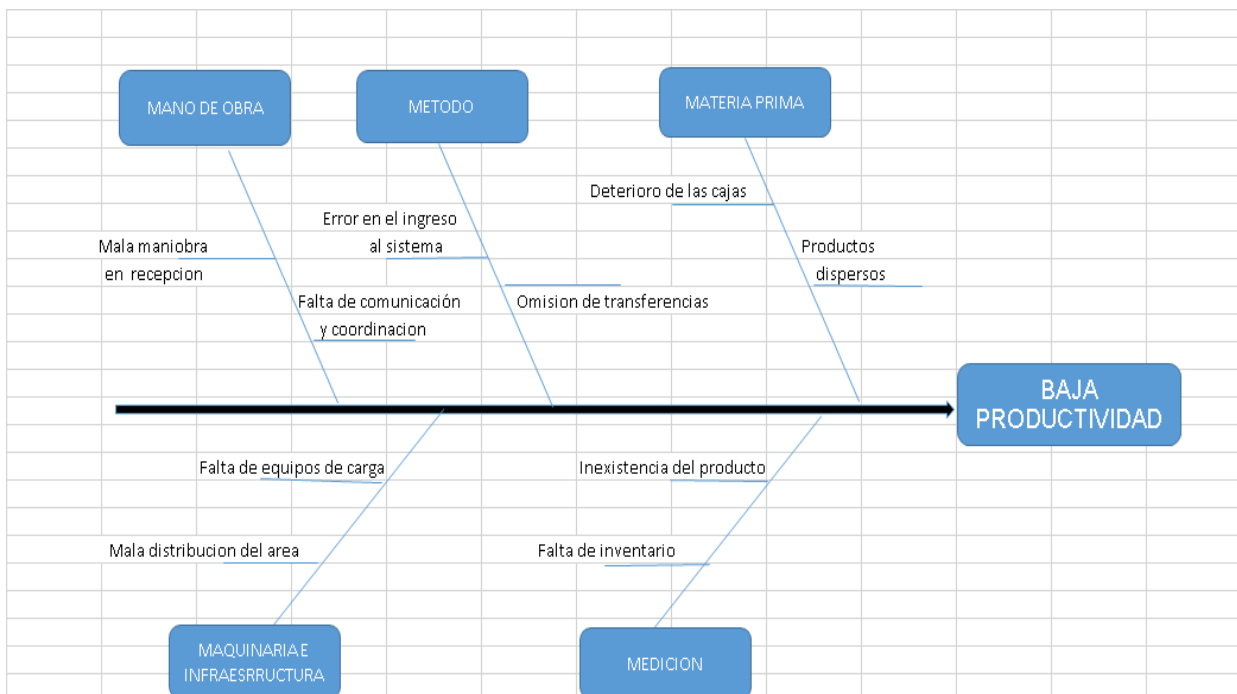 MANO DE OBRA
METODO
MATERIA PRIMA
Deterioro de las cajas
Error en el ingreso
al sistema
Mala maniobra
en recepcion
Productos
dispersos
Falta de comunicación
y coordinacion
Omision de transferencias
BAJA
PRODUCTIVIDAD
Falta de equipos de carga
Inexistencia del producto
Mala distribucion del area
Falta de inventario
MAQUINARIA E
INFRAESRRUCTURA
MEDICION